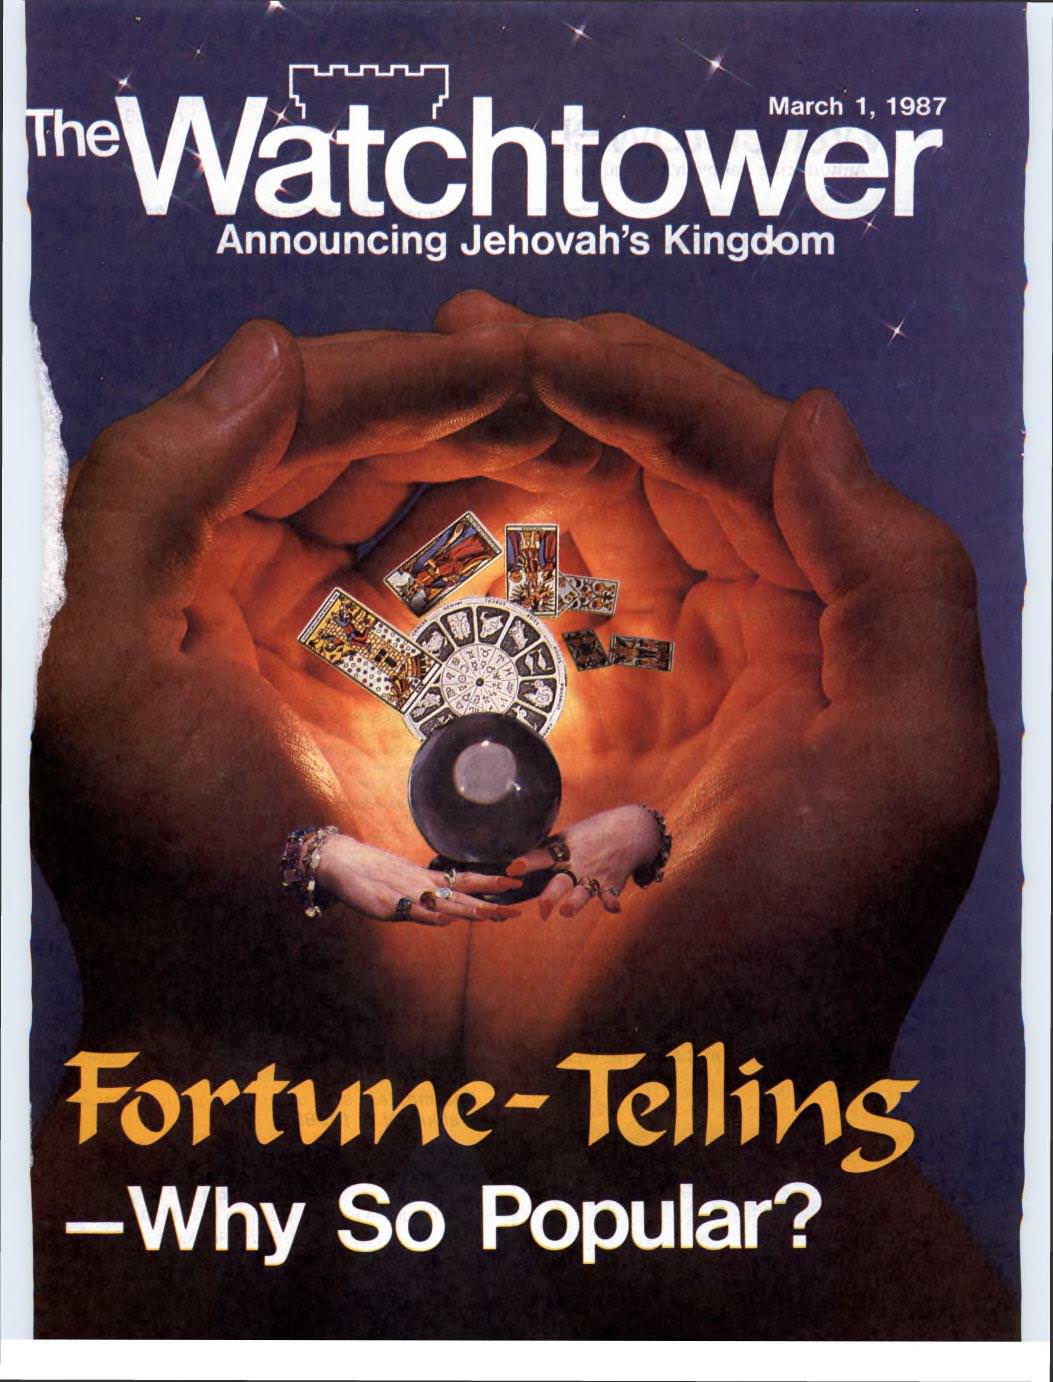 March 1, 1987
The Watchtower
Announcing Jehovah's Kingdom
Fortune-Telling
—Why So Popular?